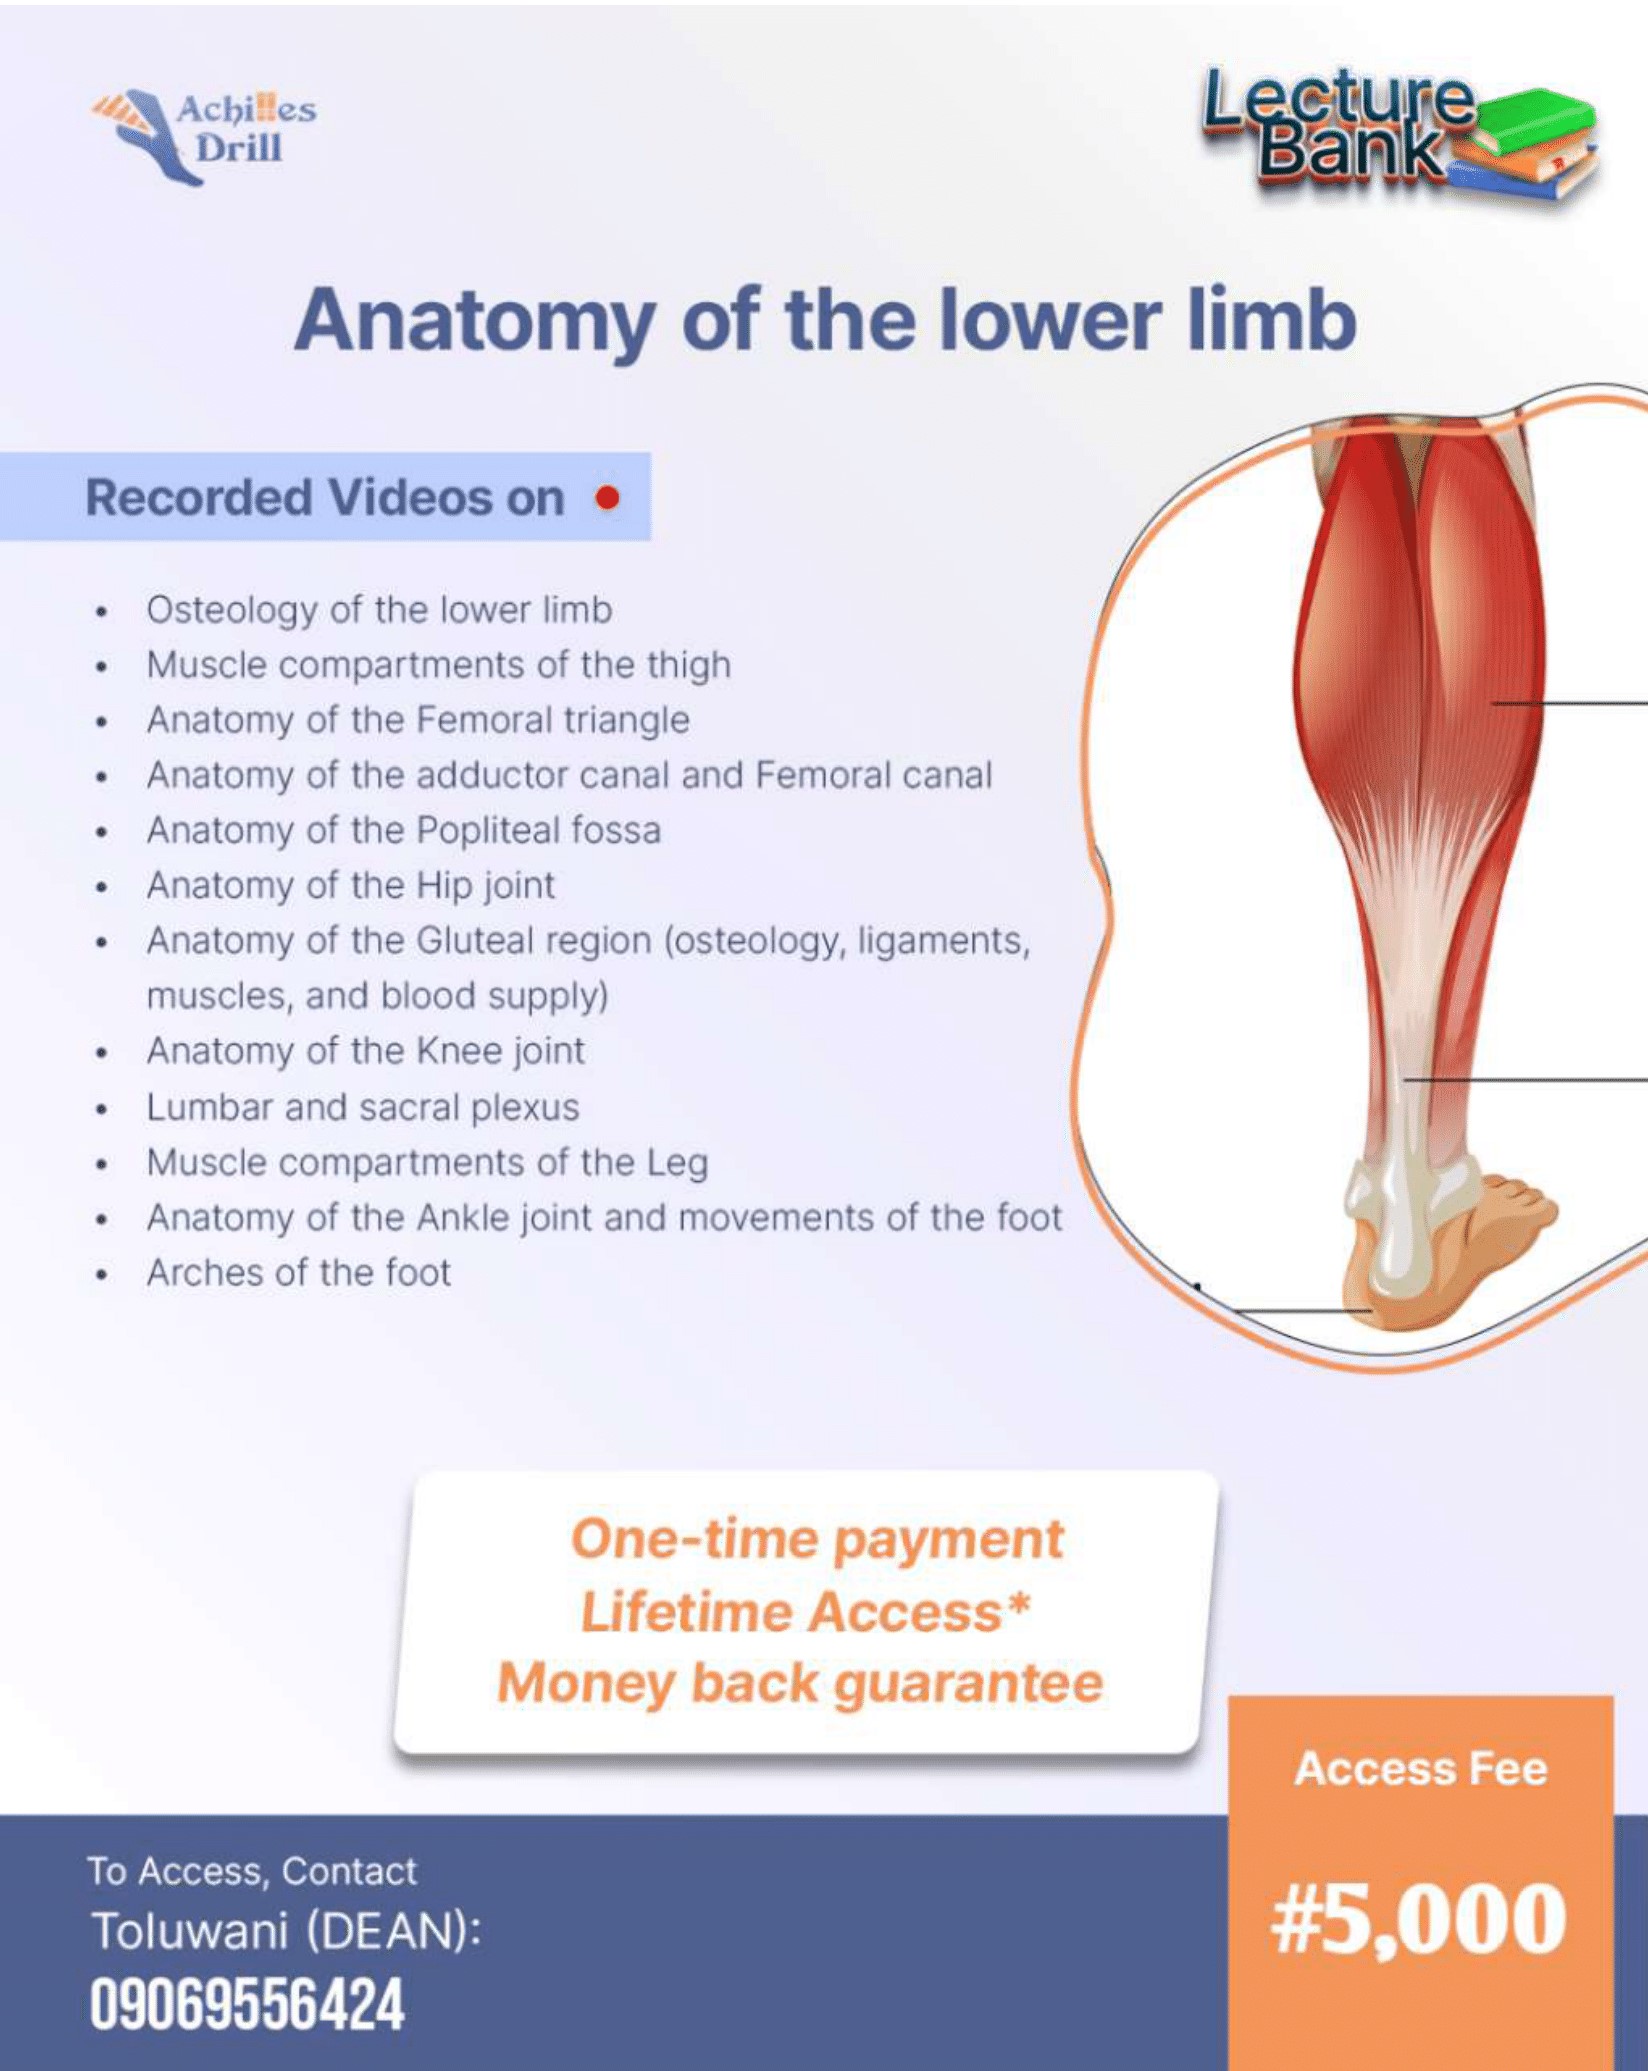 Achilles
Drill
Lecture
Bank
Anatomy of the lower limb
Recorded Videos on
• Osteology of the lower limb
• Muscle compartments of the thigh
• Anatomy of the Femoral triangle
• Anatomy of the adductor canal and Femoral canal
• Anatomy of the Popliteal fossa
• Anatomy of the Hip joint
• Anatomy of the Gluteal region (osteology, ligaments,
muscles, and blood supply)
• Anatomy of the Knee joint
• Lumbar and sacral plexus
• Muscle compartments of the Leg
• Anatomy of the Ankle joint and movements of the foot
• Arches of the foot
One-time payment
Lifetime Access*
Money back guarantee
Access Fee
#5,000
To Access, Contact
Toluwani (DEAN):
09069556424